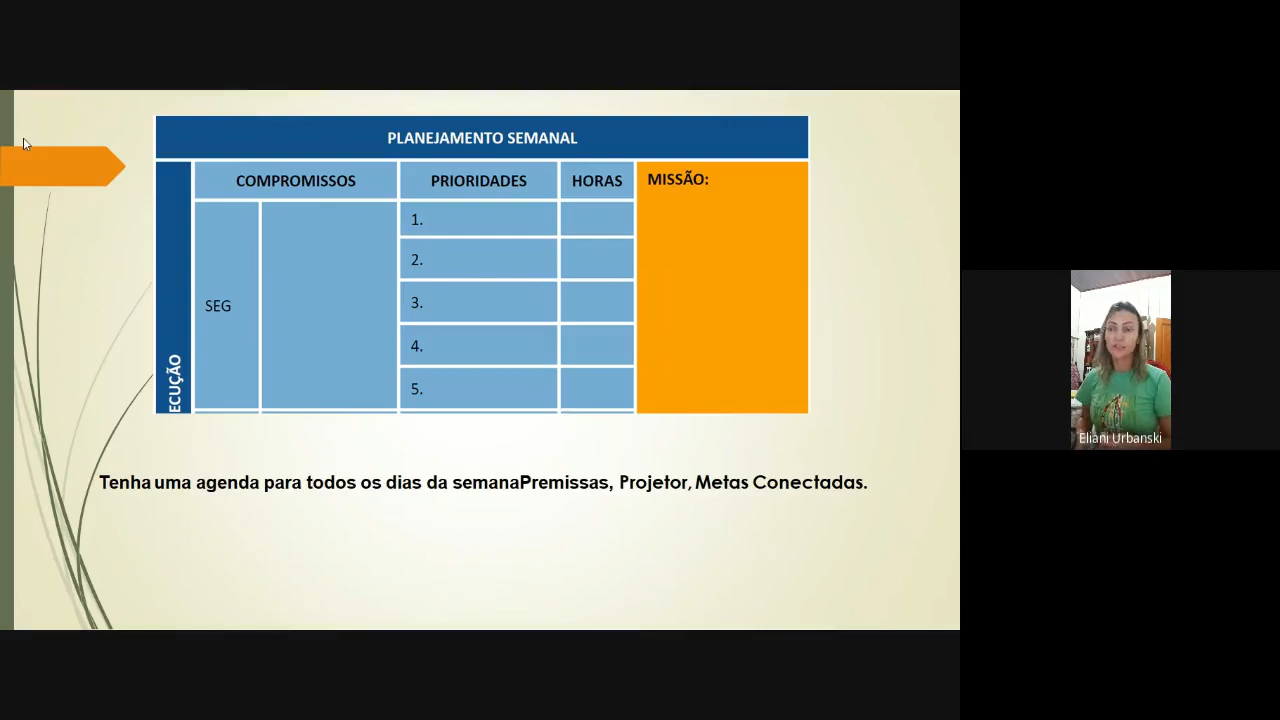 PLANEJAMENTO SEMANAL
COMPROMISSOS PRIORIDADES HORAS MISSÃO:
1.
2.
SEG 3.
4.
5.
ECUÇÃO
Tenha uma agenda para todos os dias da semanaPremissas, Projetor, Metas Conectadas.
Eliani Urbanski